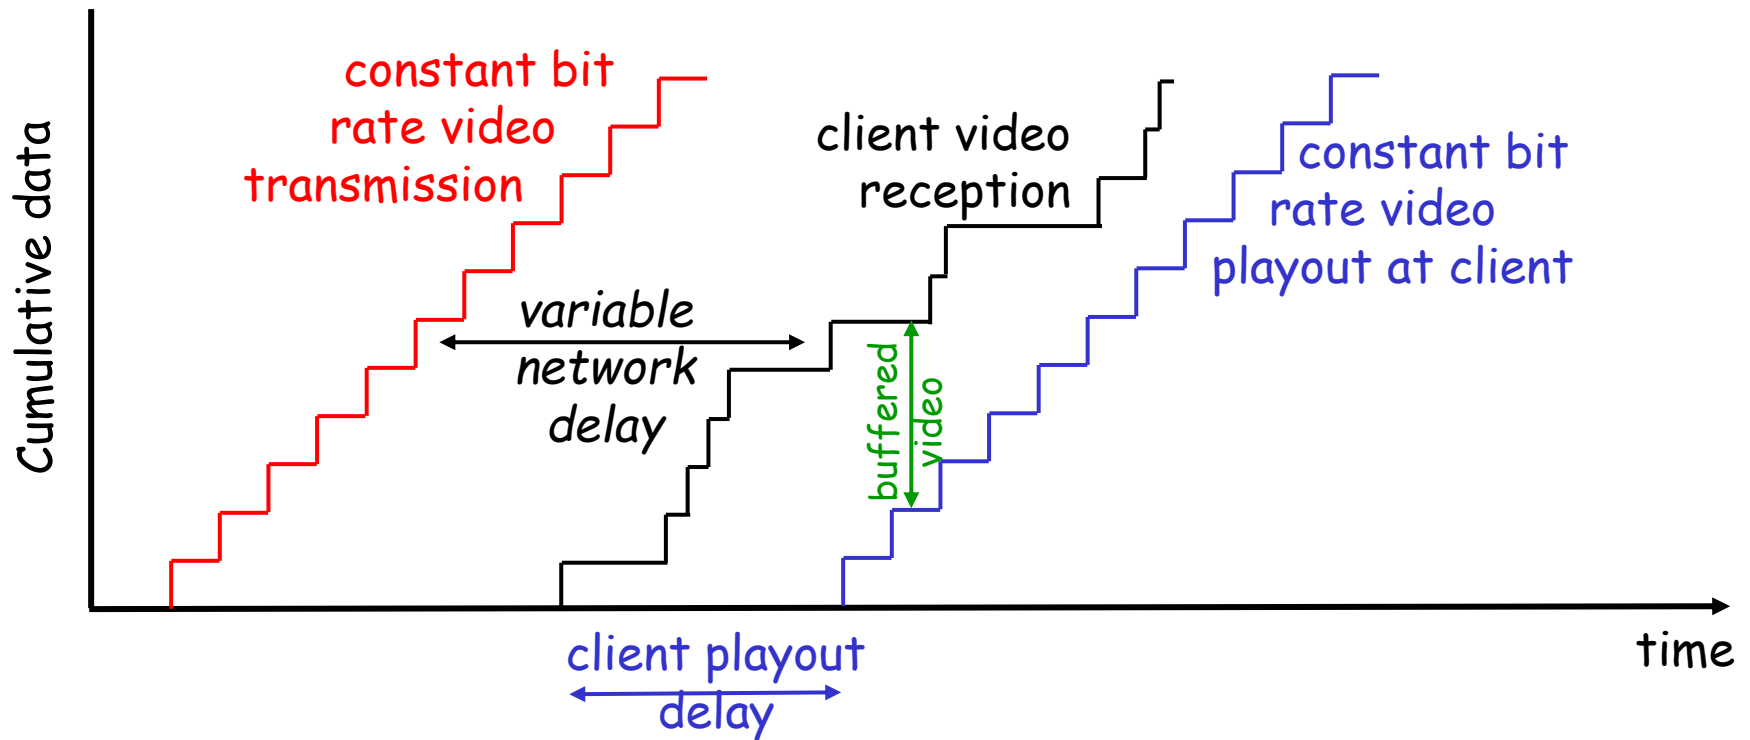 constant bit
rate video
transmission
client video
reception
constant bit
rate video
playout at client
Cumulative data
variable
network
delay
buffered
video
time
client playout
delay